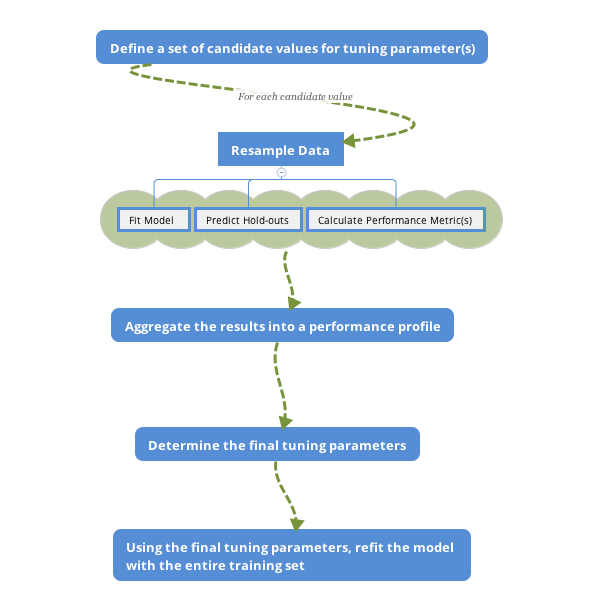 Define a set of candidate values for tuning parameter(s)
For each candidate value
Resample Data
Fit Model
Predict Hold-outs
Calculate Performance Metric(s)
Aggregate the results into a performance profile
Determine the final tuning parameters
Using the final tuning parameters, refit the model
with the entire training set